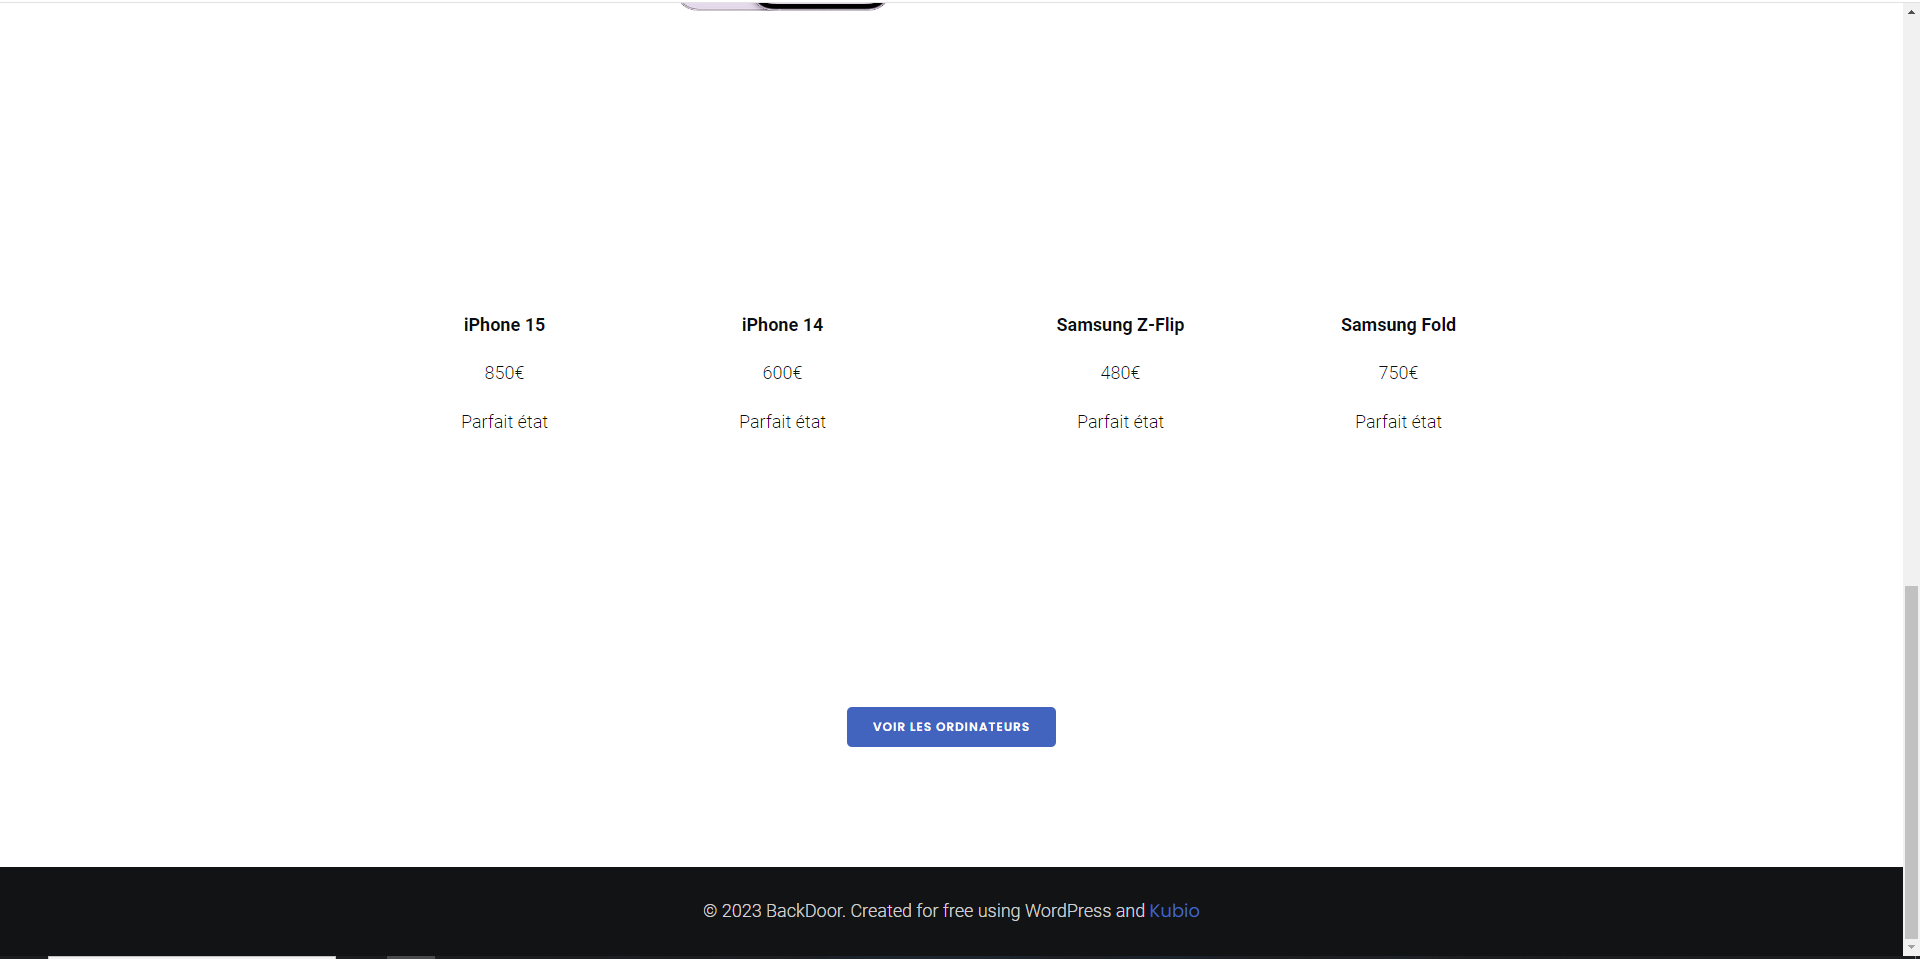 iPhone 15
850€
Parfait état
iPhone 14
600€
Parfait état
Samsung Z-Flip
480€
Parfait état
Samsung Fold
750€
Parfait état
VOIR LES ORDINATEURS
© 2023 BackDoor. Created for free using WordPress and Kubio